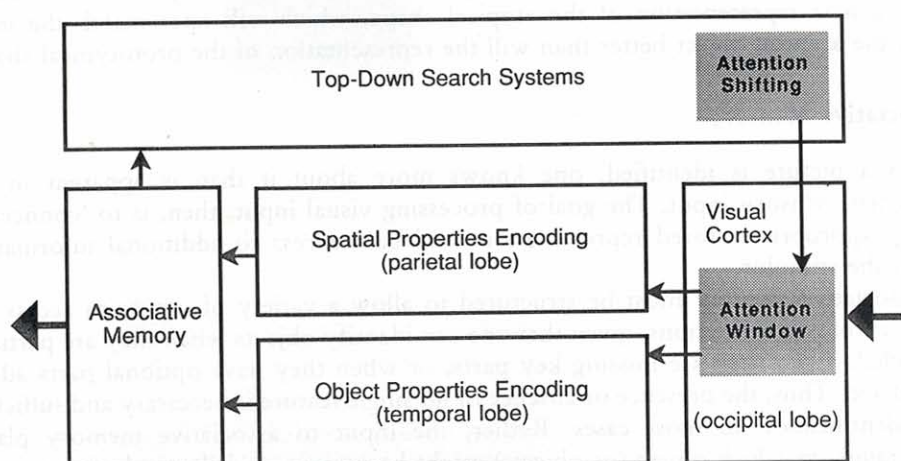 Top-Down Search Systems
Attention
Shifting
Spatial Properties Encoding
(parietal lobe)
Visual
Cortex
Associative
Memory
Attention
Window
Object Properties Encoding
(temporal lobe)
(occipital lobe)